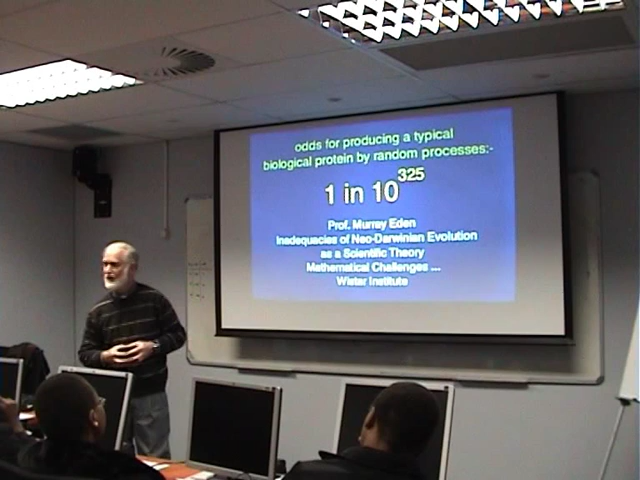 odds for producing a typical
biological protein by random processes:-
1 in 10^325
Prof. Murray Eden
Inadequacies of Neo-Darwinian Evolution
as a Scientific Theory
Mathematical Challenges ...
Wistar Institute